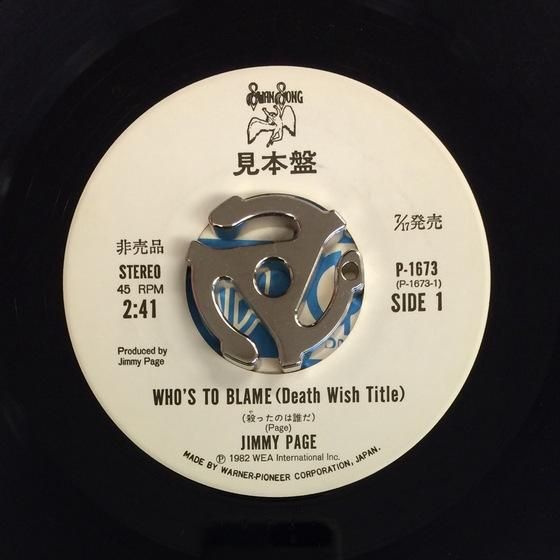 SWAN SONG
見本盤
非売品
7/17発売
STEREO
45 RPM
2:41
P-1673
(P-1673-1)
SIDE 1
Produced by
Jimmy Page
WHO'S TO BLAME (Death Wish Title)
(殺ったのは誰だ)
や
(Page)
JIMMY PAGE
Ⓟ 1982 WEA International Inc.
MADE BY WARNER-PIONEER CORPORATION, JAPAN.